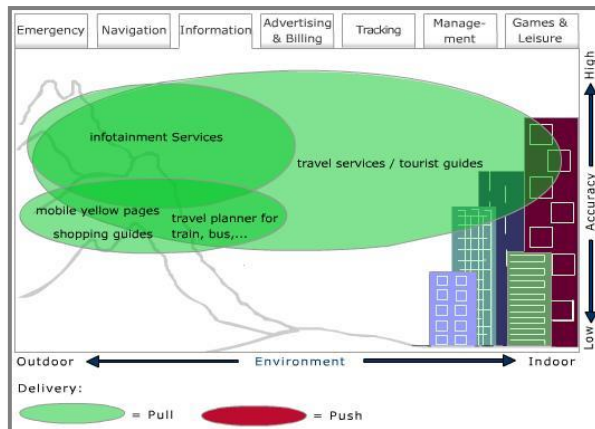 Emergency
Navigation
Information
Advertising
& Billing
Tracking
Manage-
ment
Games &
Leisure
High
infotainment Services
travel services / tourist guides
mobile yellow pages
shopping guides
travel planner for
train, bus,...
Accuracy
Low
Outdoor
Environment
Indoor
Delivery:
= Pull
= Push